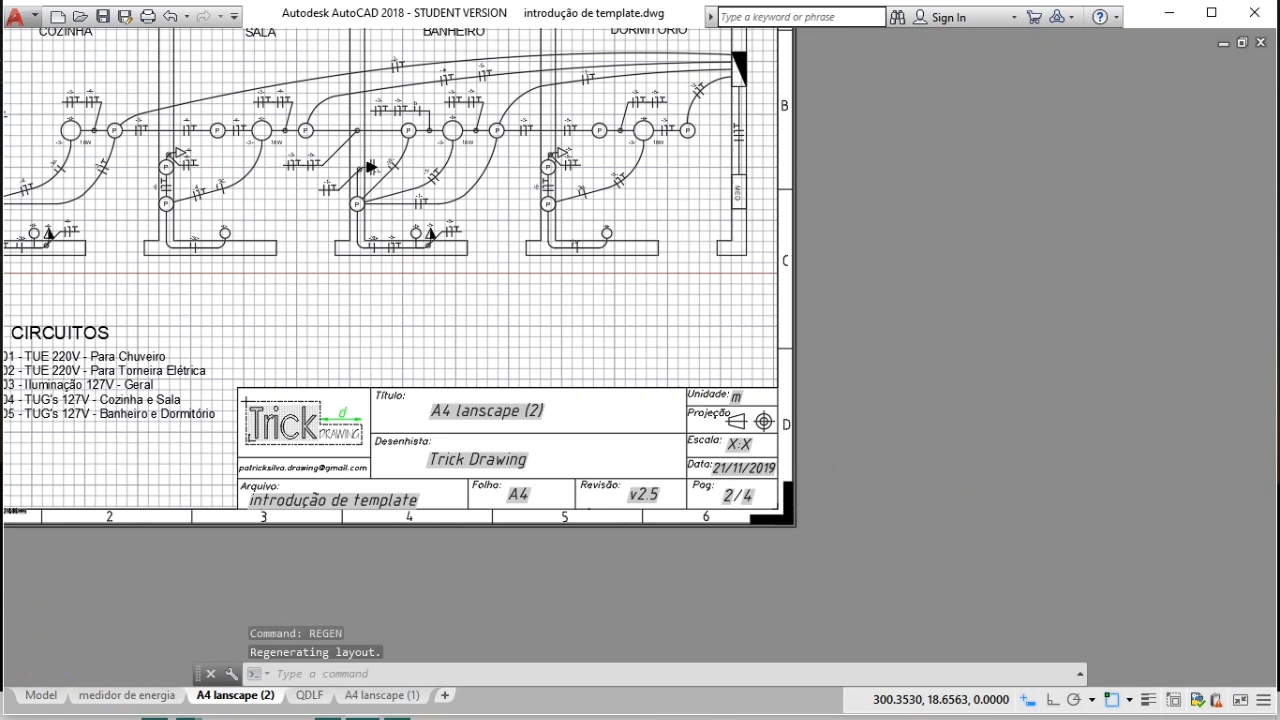 Autodesk AutoCAD 2018 - STUDENT VERSION introdução de template.dwg
Type a keyword or phrase
Sign In
COZINHA SALA BANHEIRO DORMITÓRIO
B
P P P P P P P
18W 18W 18W
P P
P P P
MED
C
CIRCUITOS
01 - TUE 220V - Para Chuveiro
02 - TUE 220V - Para Torneira Elétrica
03 - Iluminação 127V - Geral
04 - TUG's 127V - Cozinha e Sala
05 - TUG's 127V - Banheiro e Dormitório
Trick d DRAWING
patricksilva.drawing@gmail.com
Título:
A4 lanscape (2)
Desenhista:
Trick Drawing
Unidade: m
Projeção
Escala: X:X
Data: 21/11/2019
D
Arquivo:
introdução de template
Folha: A4
Revisão: v2.5
Pag: 2/4
2 3 4 5 6
Command: REGEN
Regenerating layout.
Type a command
Model medidor de energia A4 lanscape (2) QDLF A4 lanscape (1) +
300.3530, 18.6563, 0.0000